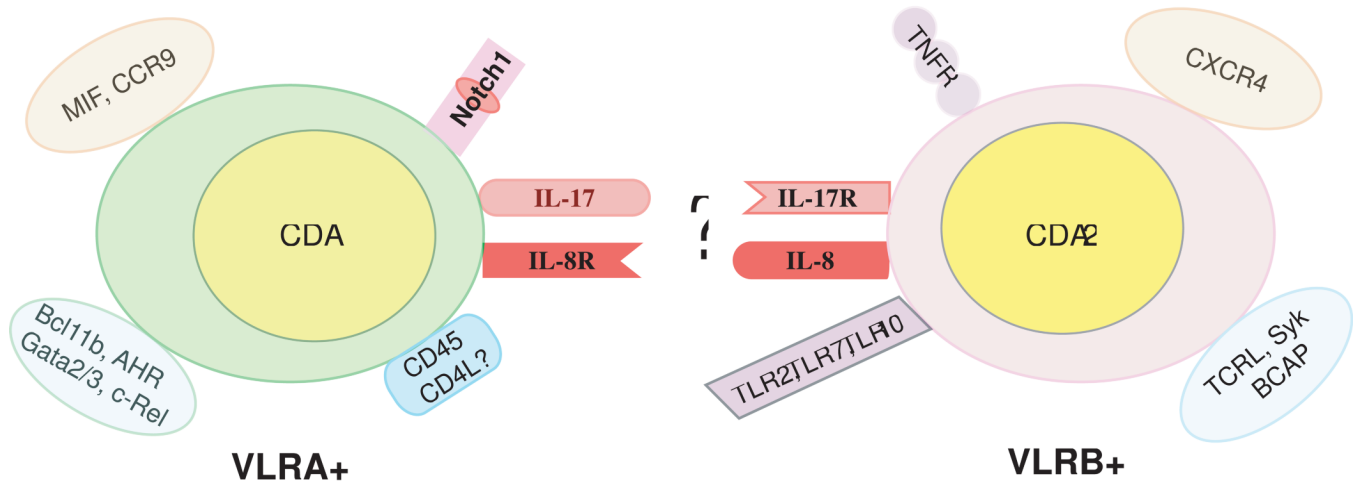 MIF, CCR9
Notch1
IL-17
IL-8R
CDA
Bcl11b, AHR
Gata2/3, c-Rel
CD45
CD4L?
VLRA+
?
TNFR
CXCR4
IL-17R
IL-8
CDA2
TLR2,TLR7,TLR10
TCRL, Syk
BCAP
VLRB+